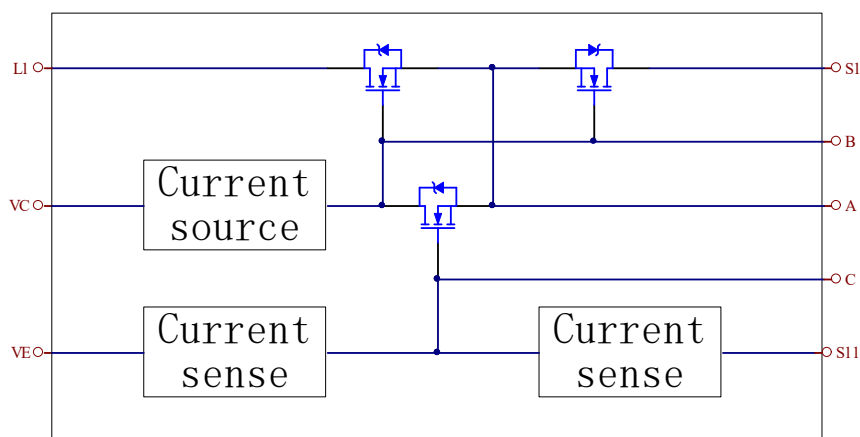 L1
S1
B
VC
Current
source
A
C
VE
Current
sense
Current
sense
S11